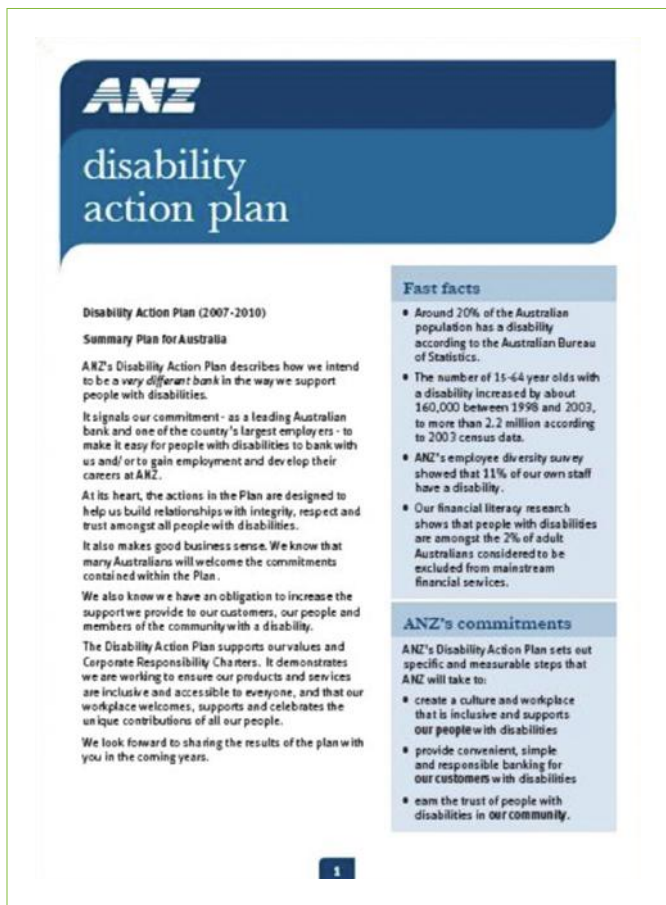 ANZ
disability
action plan
Disability Action Plan (2007-2010)
Summary Plan for Australia
ANZ's Disability Action Plan describes how we intend
to be a very different bank in the way we support
people with disabilities.
It signals our commitment - as a leading Australian
bank and one of the country's largest employers - to
make it easy for people with disabilities to bank with
us and/ or to gain employment and develop their
careers at ANZ.
At its heart, the actions in the Plan are designed to
help us build relationships with integrity, respect and
trust amongst all people with disabilities.
It also makes good business sense. We know that
many Australians will welcome the commitments
contained within the Plan.
We also know we have an obligation to increase the
support we provide to our customers, our people and
members of the community with a disability.
The Disability Action Plan supports our values and
Corporate Responsibility Charters. It demonstrates
we are working to ensure our products and services
are inclusive and accessible to everyone, and that our
workplace welcomes, supports and celebrates the
unique contributions of all our people.
We look forward to sharing the results of the plan with
you in the coming years.
Fast facts
• Around 20% of the Australian
population has a disability
according to the Australian Bureau
of Statistics.
• The number of 15-64 year olds with
a disability increased by about
160,000 between 1998 and 2003,
to more than 2.2 million according
to 2003 census data.
• ANZ's employee diversity survey
showed that 11% of our own staff
have a disability.
• Our financial literacy research
shows that people with disabilities
are amongst the 2% of adult
Australians considered to be
excluded from mainstream
financial services.
ANZ's commitments
ANZ's Disability Action Plan sets out
specific and measurable steps that
ANZ will take to:
• create a culture and workplace
that is inclusive and supports
our people with disabilities
• provide convenient, simple
and responsible banking for
our customers with disabilities
• earn the trust of people with
disabilities in our community.
1